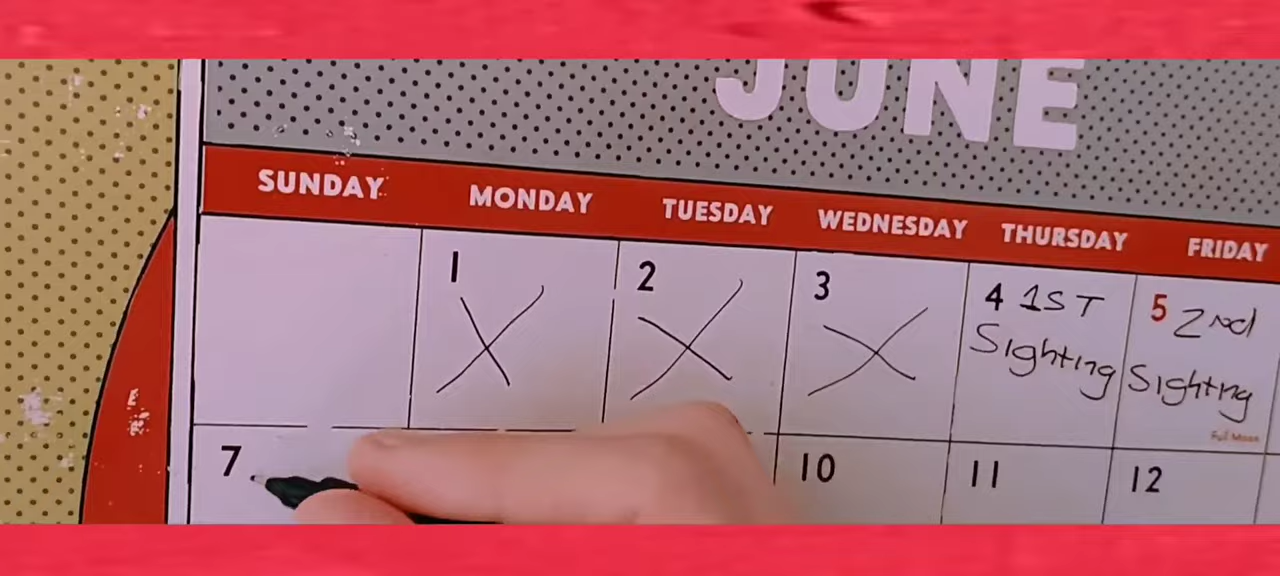 JUNE
SUNDAY MONDAY TUESDAY WEDNESDAY THURSDAY FRIDAY
1 2 3 4 1ST 5 2nd
Sighting Sighting
Full Moon
7 10 11 12